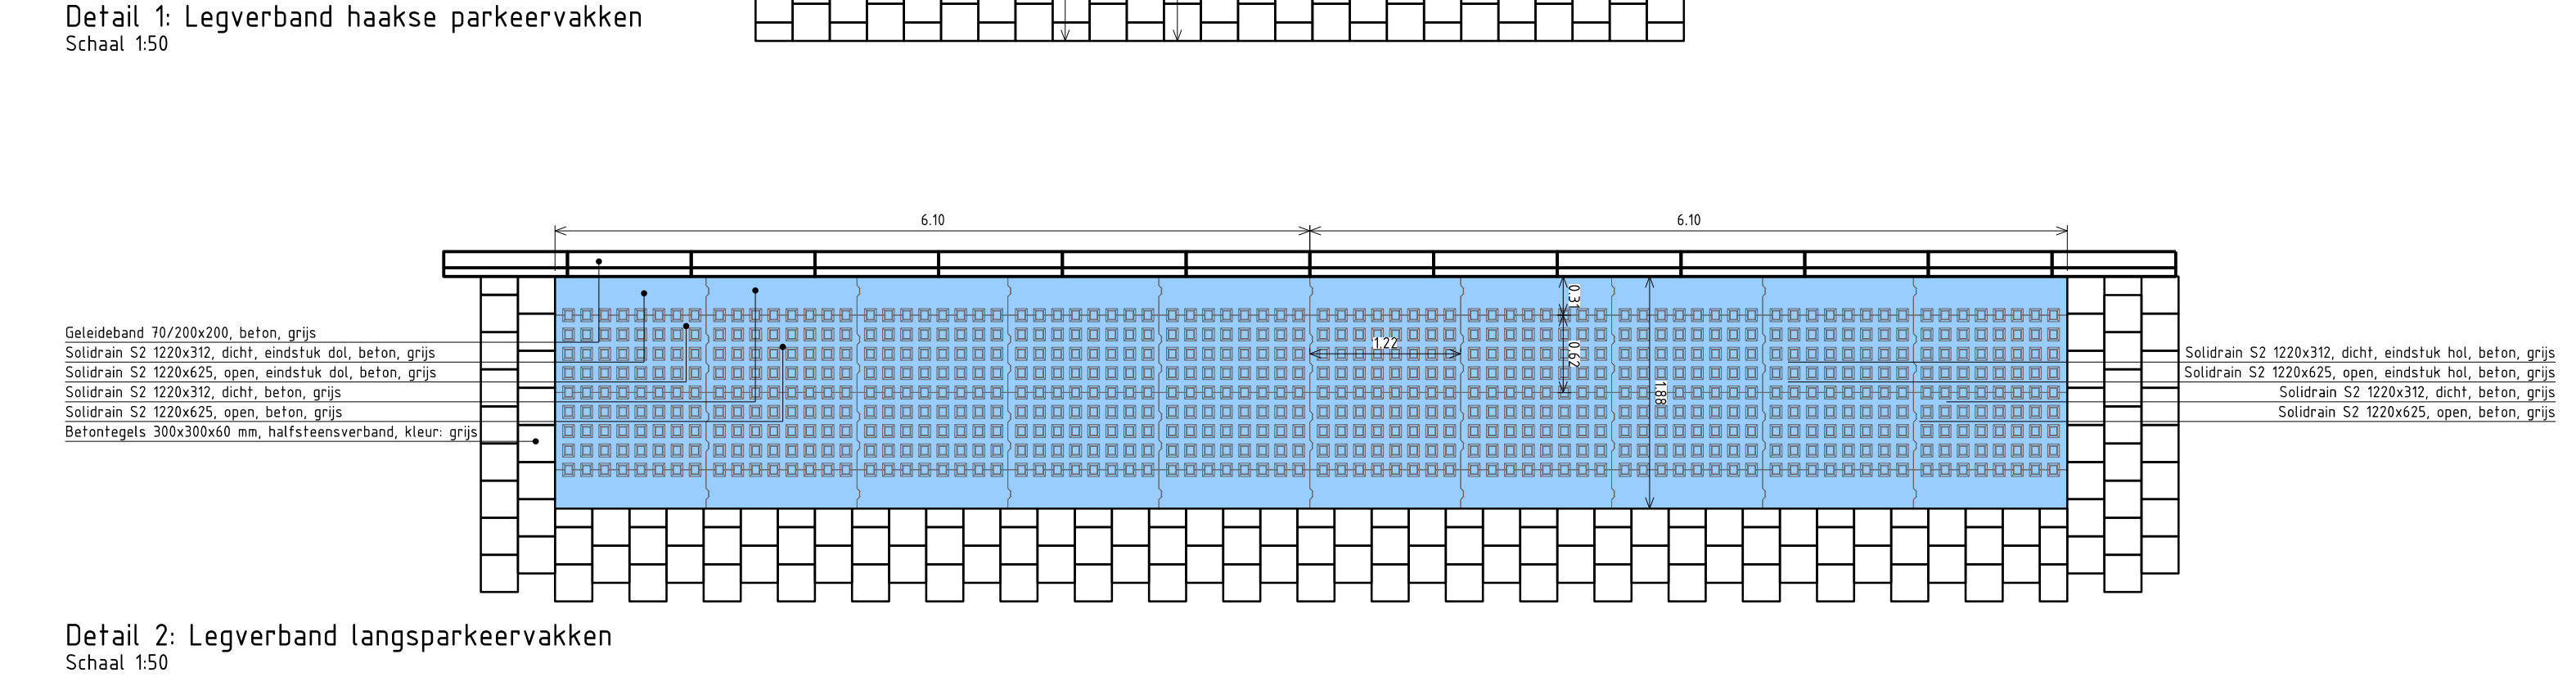 Detail 1: Legverband haakse parkeervakken
Schaal 1:50
6.10
6.10
0.31
1.22
0.62
1.88
Geleideband 70/200x200, beton, grijs
Solidrain S2 1220x312, dicht, eindstuk dol, beton, grijs
Solidrain S2 1220x625, open, eindstuk dol, beton, grijs
Solidrain S2 1220x312, dicht, beton, grijs
Solidrain S2 1220x625, open, beton, grijs
Betontegels 300x300x60 mm, halfsteensverband, kleur: grijs
Solidrain S2 1220x312, dicht, eindstuk hol, beton, grijs
Solidrain S2 1220x625, open, eindstuk hol, beton, grijs
Solidrain S2 1220x312, dicht, beton, grijs
Solidrain S2 1220x625, open, beton, grijs
Detail 2: Legverband langsparkeervakken
Schaal 1:50